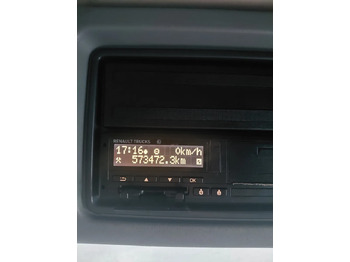 RENAULT TRUCKS
17:16 0km/h
573472.3km
OK